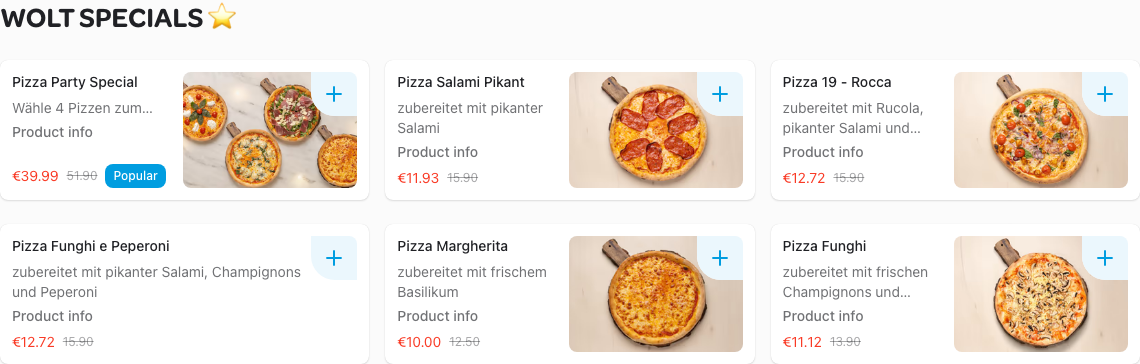 WOLT SPECIALS ⭐
Pizza Party Special
Wähle 4 Pizzen zum...
Product info
€39.99 51.90 Popular
Pizza Salami Pikant
zubereitet mit pikanter
Salami
Product info
€11.93 15.90
Pizza 19 - Rocca
zubereitet mit Rucola,
pikanter Salami und...
Product info
€12.72 15.90
Pizza Funghi e Peperoni
zubereitet mit pikanter Salami, Champignons
und Peperoni
Product info
€12.72 15.90
Pizza Margherita
zubereitet mit frischem
Basilikum
Product info
€10.00 12.50
Pizza Funghi
zubereitet mit frischen
Champignons und...
Product info
€11.12 13.90